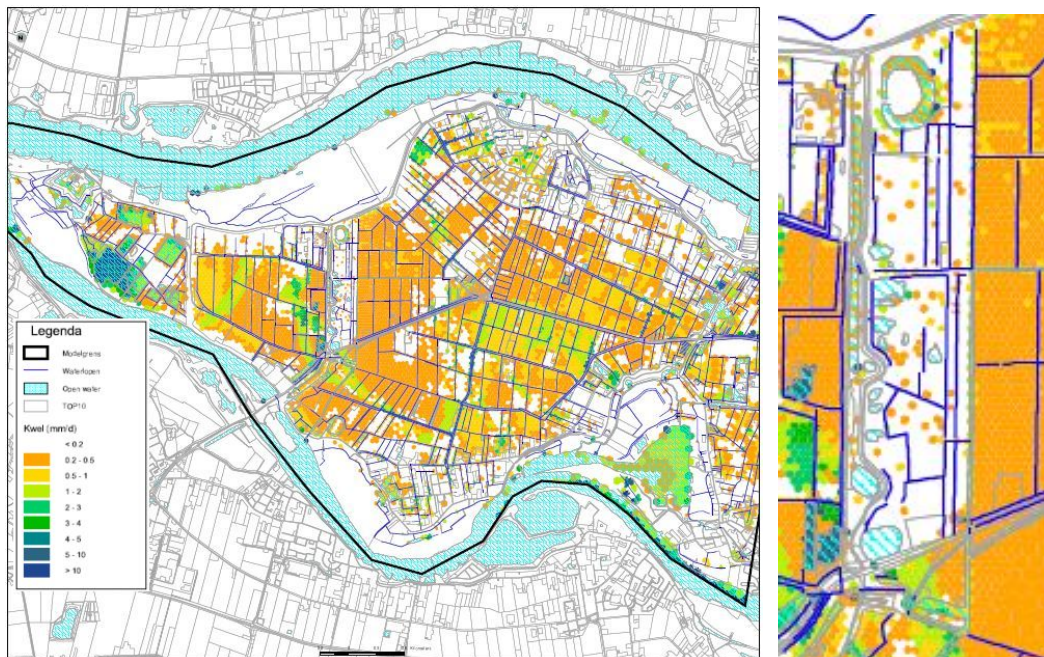 N
Legenda
Modelgrens
Waterlopen
Open water
TOP10
Kwel (mm/d)
< 0.2
0.2 - 0.5
0.5 - 1
1 - 2
2 - 3
3 - 4
4 - 5
5 - 10
> 10